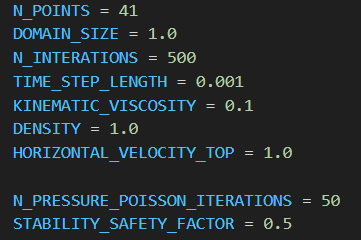 N_POINTS = 41
DOMAIN_SIZE = 1.0
N_INTERATIONS = 500
TIME_STEP_LENGTH = 0.001
KINEMATIC_VISCOSITY = 0.1
DENSITY = 1.0
HORIZONTAL_VELOCITY_TOP = 1.0

N_PRESSURE_POISSON_ITERATIONS = 50
STABILITY_SAFETY_FACTOR = 0.5